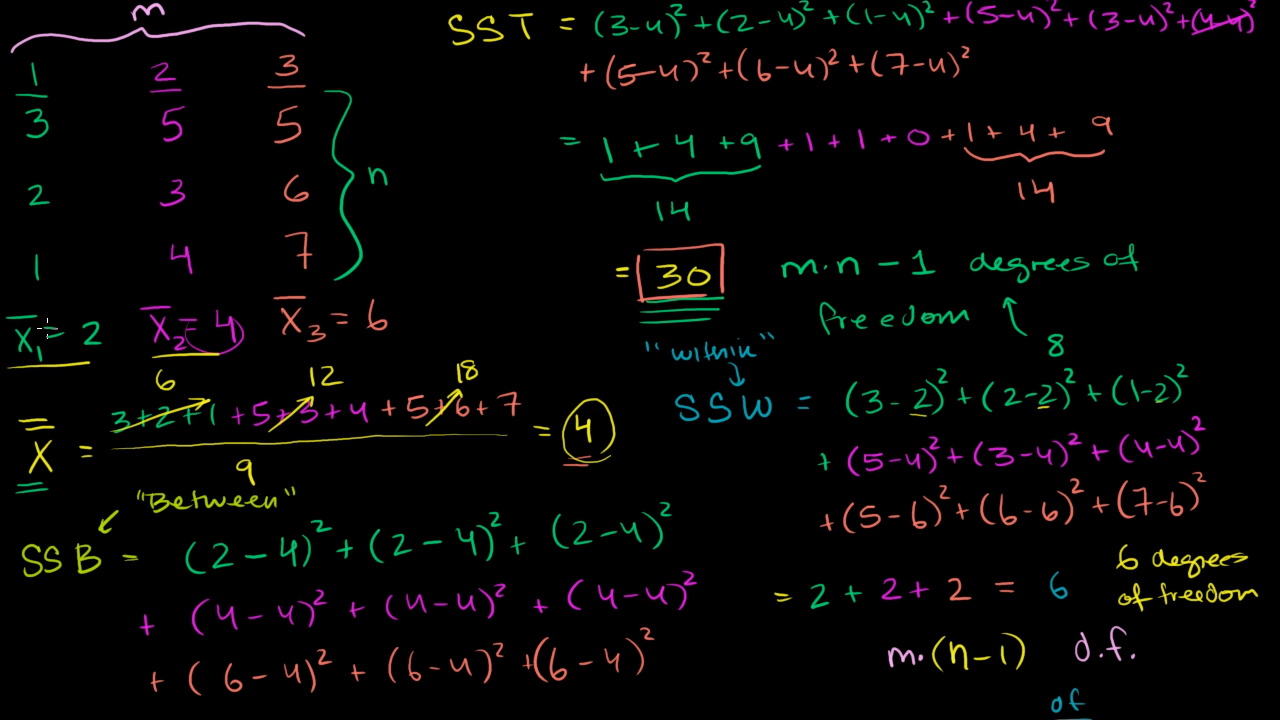 m
1 2 3
3 5 5
2 3 6
1 4 7
n
X̄₁ = 2 X̄₂ = 4 X̄₃ = 6
6 12 18
X̿ = 3+2+1 +5+3+4 +5+6+7 = 4
9
"Between"
SSB = (2-4)² + (2-4)² + (2-4)²
+ (4-4)² + (4-4)² + (4-4)²
+ (6-4)² + (6-4)² + (6-4)²
SST = (3-4)² + (2-4)² + (1-4)² + (5-4)² + (3-4)² + (4-4)²
+ (5-4)² + (6-4)² + (7-4)²
= 1 + 4 + 9 + 1 + 1 + 0 + 1 + 4 + 9
14 14
= 30 m·n - 1 degrees of
freedom
8
"within"
SSW = (3-2)² + (2-2)² + (1-2)²
+ (5-4)² + (3-4)² + (4-4)²
+ (5-6)² + (6-6)² + (7-6)²
= 2 + 2 + 2 = 6
6 degrees
of freedom
m·(n-1) d.f.
of